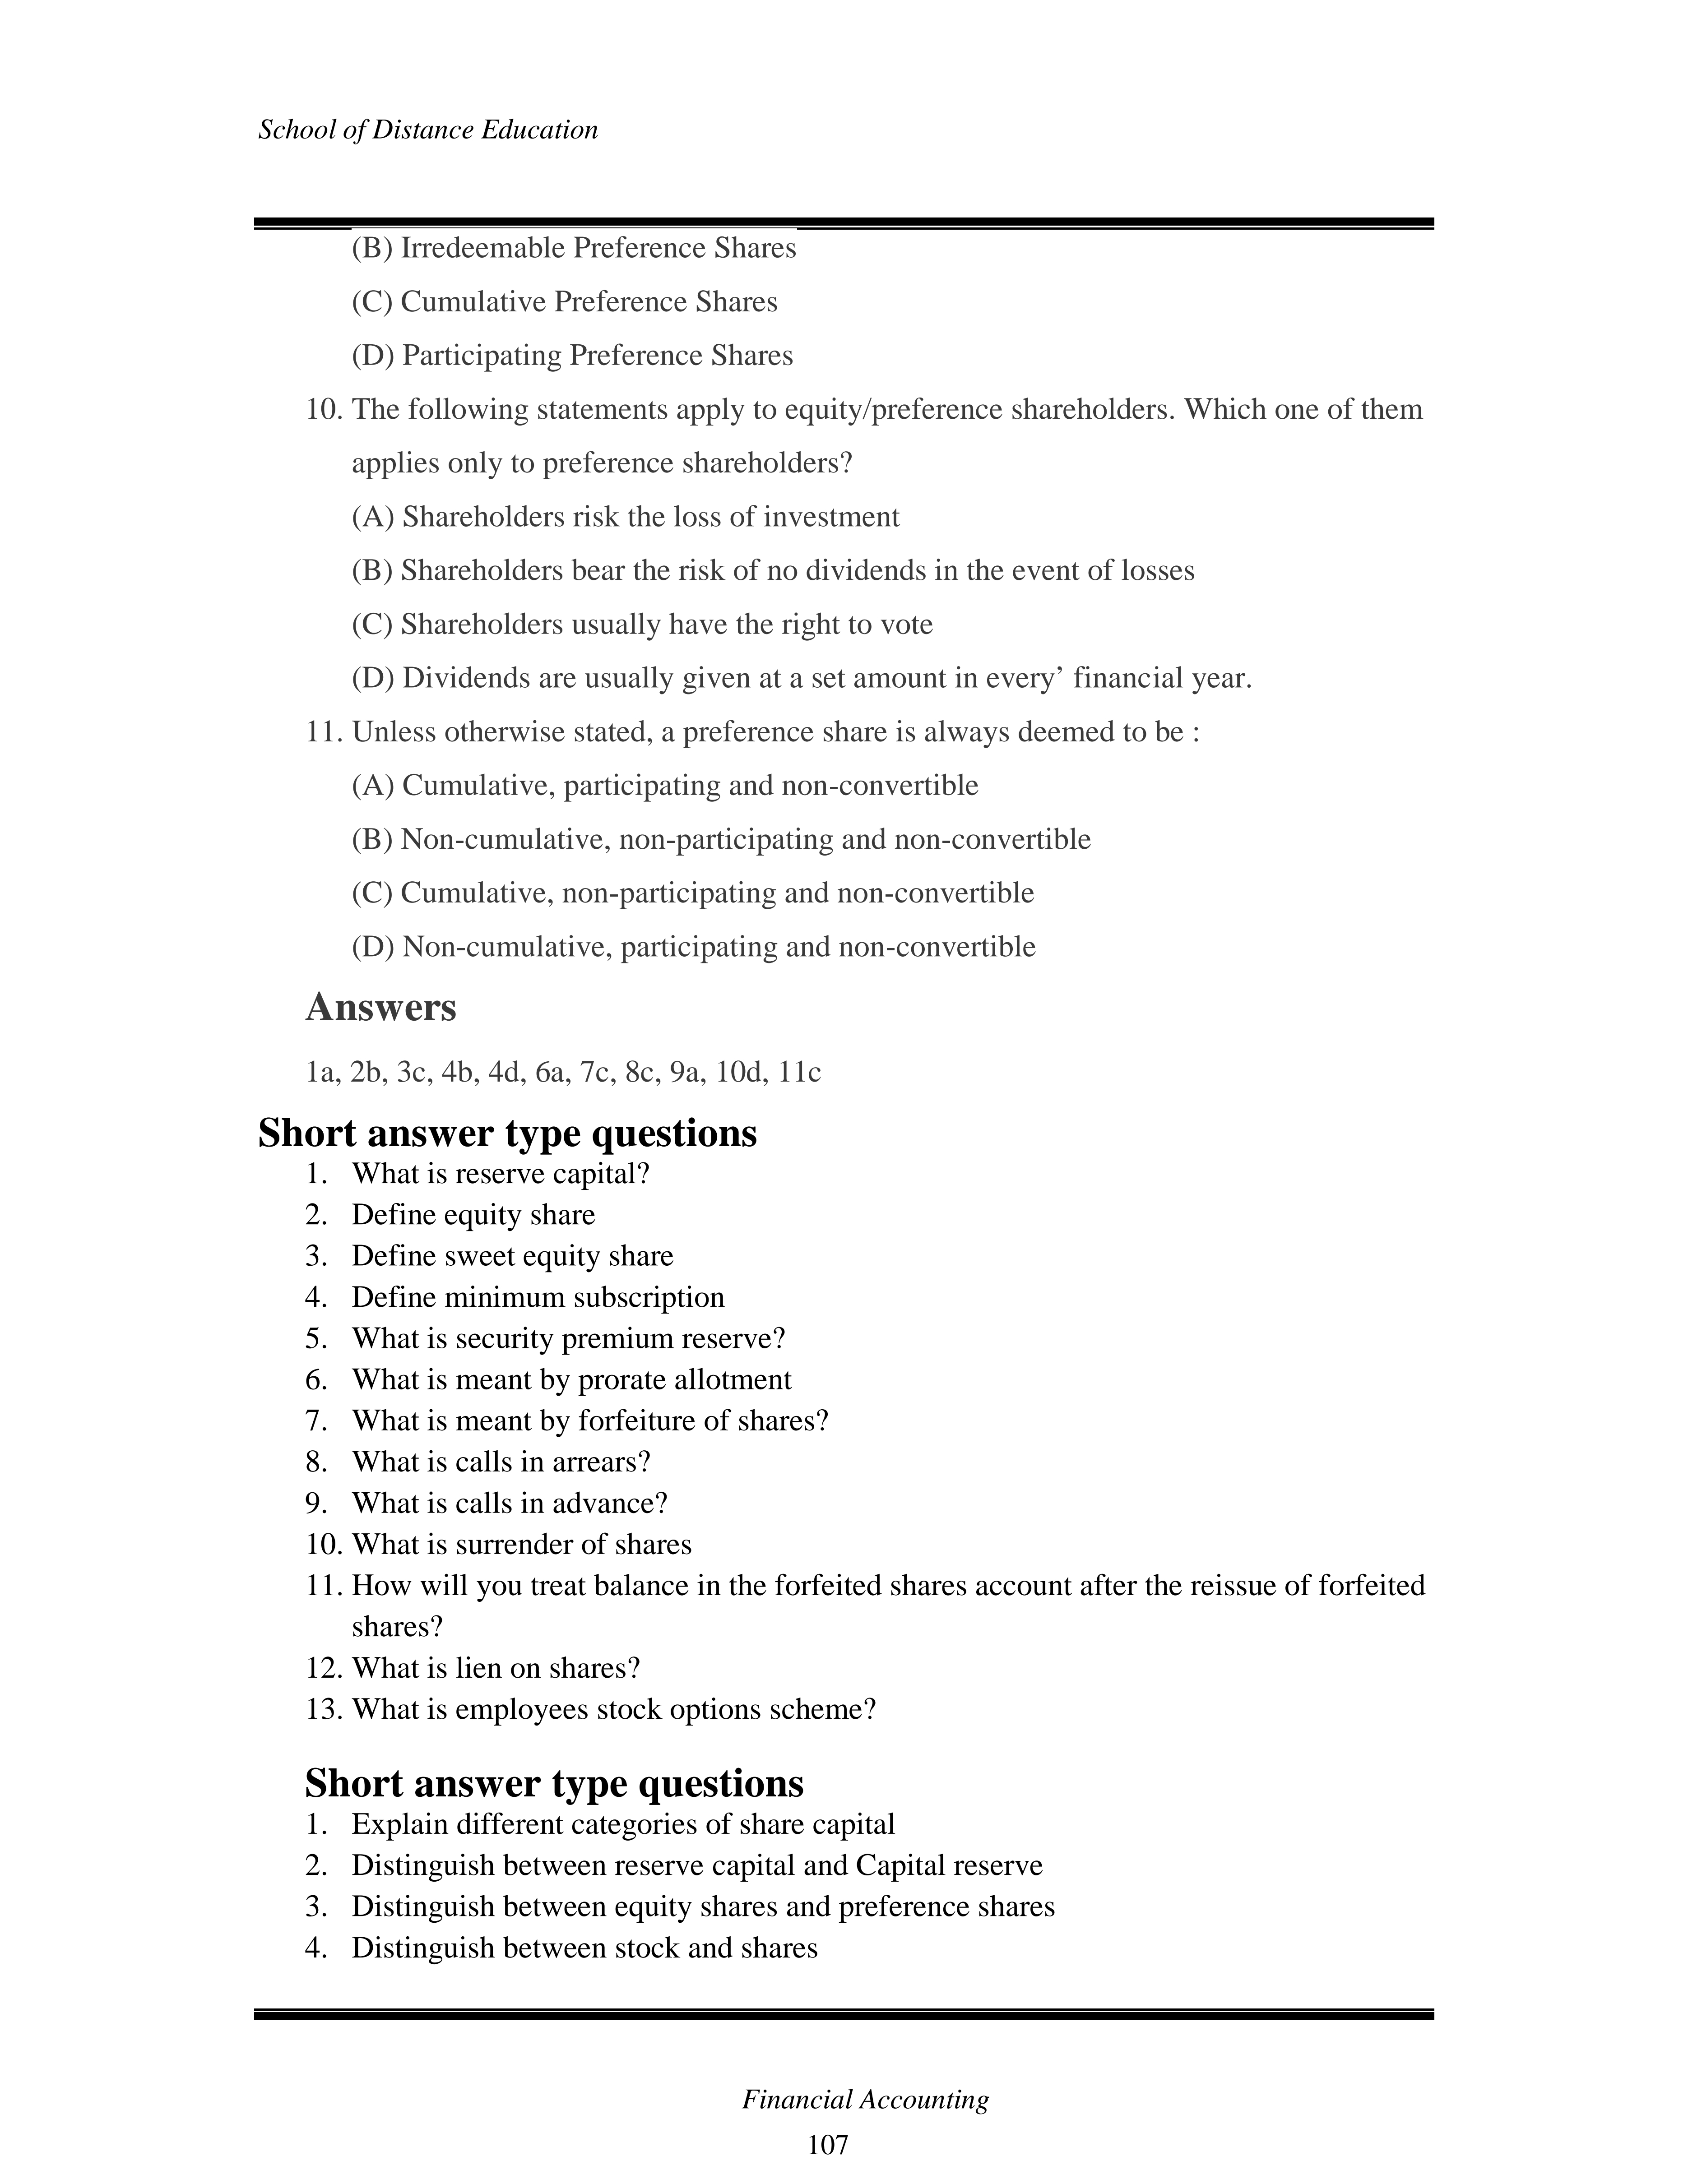 School of Distance Education
(B) Irredeemable Preference Shares
(C) Cumulative Preference Shares
(D) Participating Preference Shares
10. The following statements apply to equity/preference shareholders. Which one of them
applies only to preference shareholders?
(A) Shareholders risk the loss of investment
(B) Shareholders bear the risk of no dividends in the event of losses
(C) Shareholders usually have the right to vote
(D) Dividends are usually given at a set amount in every’ financial year.
11. Unless otherwise stated, a preference share is always deemed to be :
(A) Cumulative, participating and non-convertible
(B) Non-cumulative, non-participating and non-convertible
(C) Cumulative, non-participating and non-convertible
(D) Non-cumulative, participating and non-convertible
Answers
1a, 2b, 3c, 4b, 4d, 6a, 7c, 8c, 9a, 10d, 11c
Short answer type questions
1. What is reserve capital?
2. Define equity share
3. Define sweet equity share
4. Define minimum subscription
5. What is security premium reserve?
6. What is meant by prorate allotment
7. What is meant by forfeiture of shares?
8. What is calls in arrears?
9. What is calls in advance?
10. What is surrender of shares
11. How will you treat balance in the forfeited shares account after the reissue of forfeited
shares?
12. What is lien on shares?
13. What is employees stock options scheme?
Short answer type questions
1. Explain different categories of share capital
2. Distinguish between reserve capital and Capital reserve
3. Distinguish between equity shares and preference shares
4. Distinguish between stock and shares
Financial Accounting
107